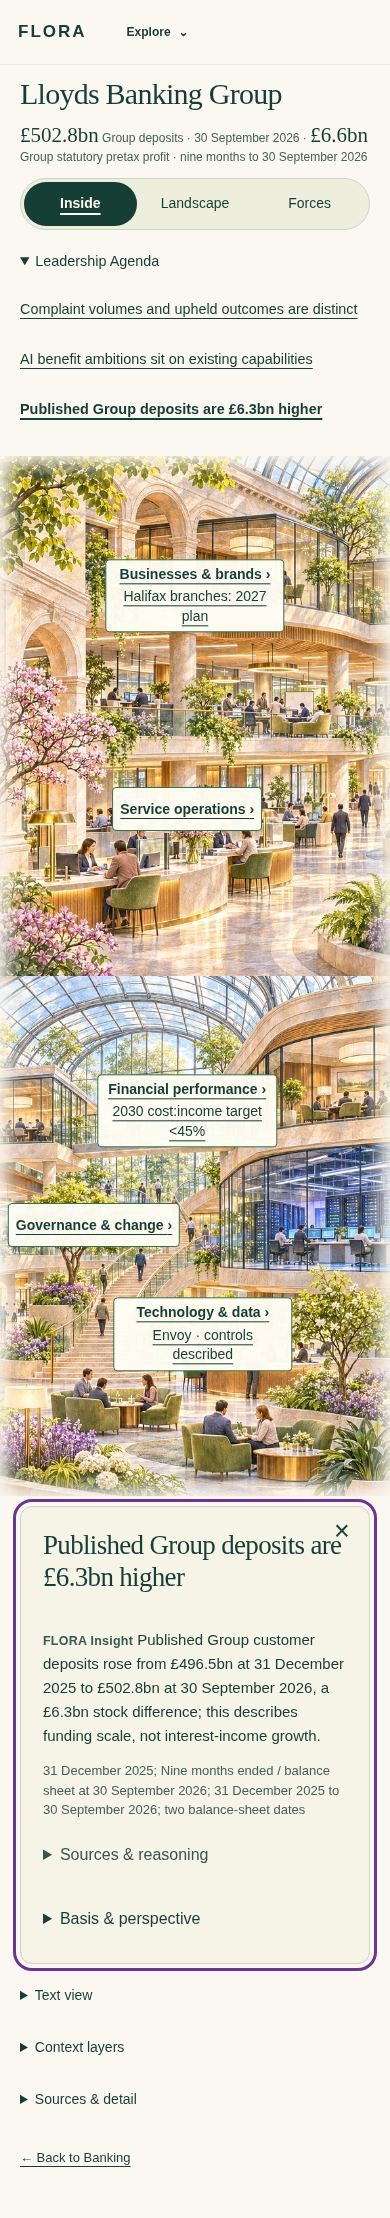 FLORA
Explore ⌄
Lloyds Banking Group
£502.8bn Group deposits · 30 September 2026 · £6.6bn
Group statutory pretax profit · nine months to 30 September 2026
Inside
Landscape
Forces
▼ Leadership Agenda
Complaint volumes and upheld outcomes are distinct
AI benefit ambitions sit on existing capabilities
Published Group deposits are £6.3bn higher
Businesses & brands ›
Halifax branches: 2027
plan
Service operations ›
Financial performance ›
2030 cost:income target
<45%
Governance & change ›
Technology & data ›
Envoy · controls
described
×
Published Group deposits are
£6.3bn higher
FLORA Insight Published Group customer
deposits rose from £496.5bn at 31 December
2025 to £502.8bn at 30 September 2026, a
£6.3bn stock difference; this describes
funding scale, not interest-income growth.
31 December 2025; Nine months ended / balance
sheet at 30 September 2026; 31 December 2025 to
30 September 2026; two balance-sheet dates
▶ Sources & reasoning
▶ Basis & perspective
▶ Text view
▶ Context layers
▶ Sources & detail
← Back to Banking